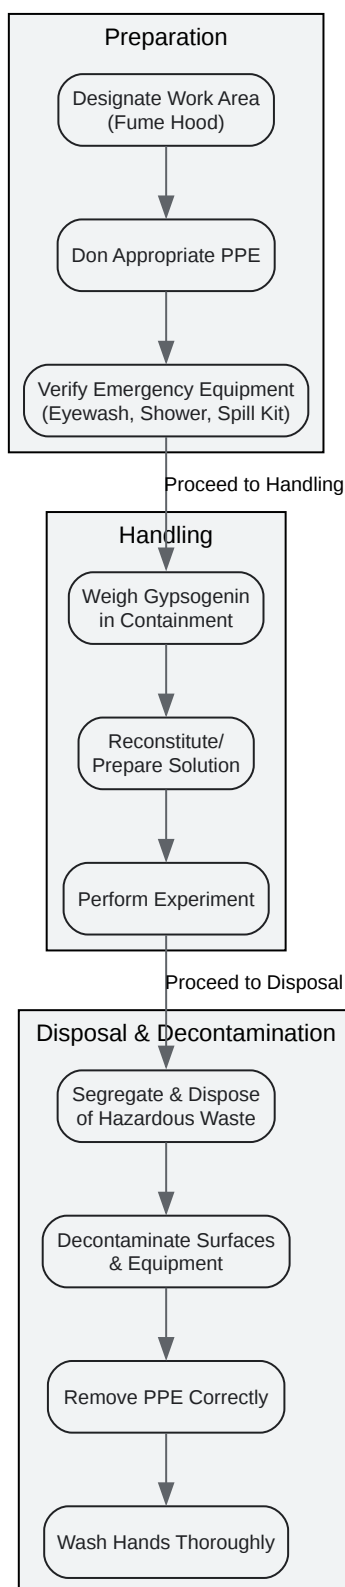 Preparation
Designate Work Area
(Fume Hood)
Don Appropriate PPE
Verify Emergency Equipment
(Eyewash, Shower, Spill Kit)
Proceed to Handling
Handling
Weigh Gypsogenin
in Containment
Reconstitute/
Prepare Solution
Perform Experiment
Proceed to Disposal
Disposal & Decontamination
Segregate & Dispose
of Hazardous Waste
Decontaminate Surfaces
& Equipment
Remove PPE Correctly
Wash Hands Thoroughly